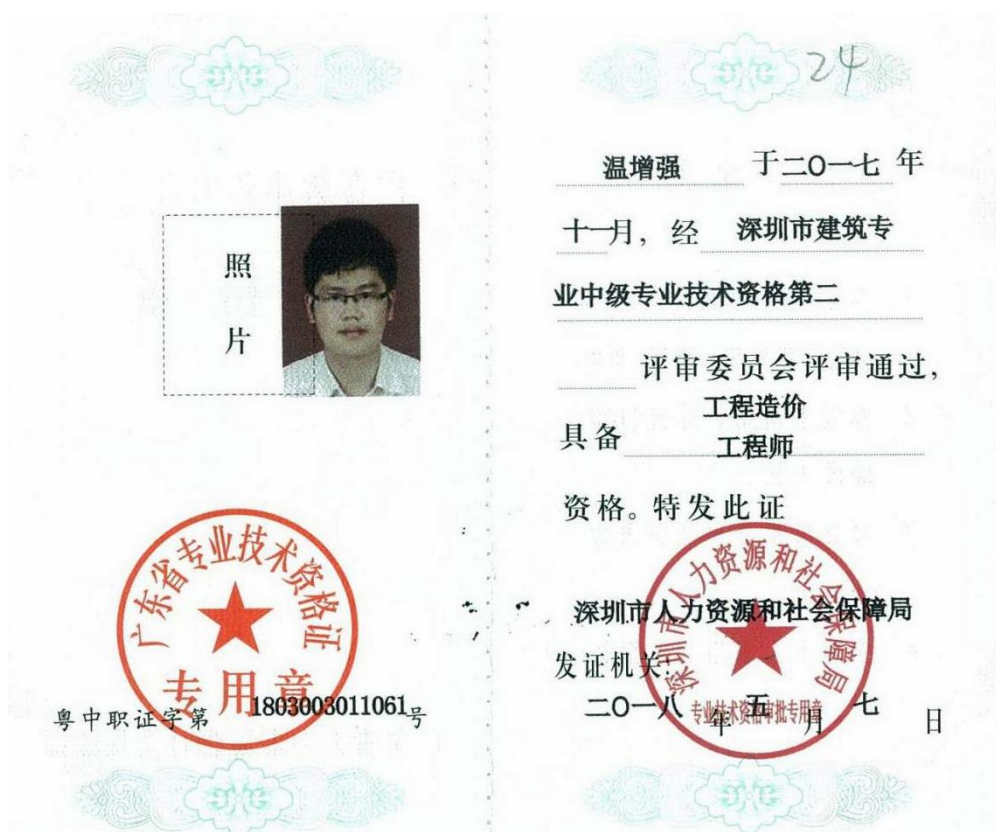 照
片
广东省专业技术资格证
专用章
粤中职证字第1803003011061号
24
温增强 于二〇一七年
十一月，经 深圳市建筑专
业中级专业技术资格第二
评审委员会评审通过，
工程造价
具备 工程师
资格。特发此证
深圳市人力资源和社会保障局
深圳市人力资源和社会保障局
专业技术资格审批专用章
发证机关：
二〇一八年五月七日